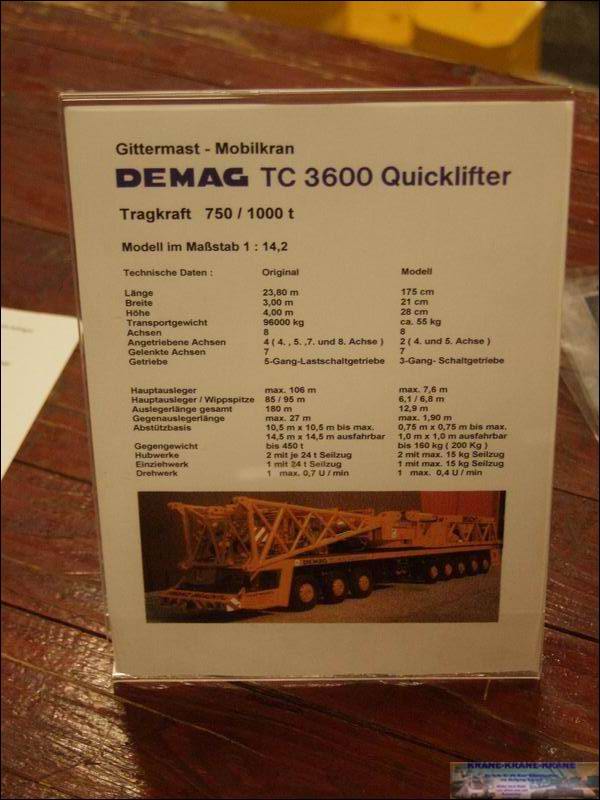 Gittermast - Mobilkran
DEMAG TC 3600 Quicklifter
Tragkraft 750 / 1000 t
Modell im Maßstab 1 : 14,2
Technische Daten : Original Modell
Länge 23,80 m 175 cm
Breite 3,00 m 21 cm
Höhe 4,00 m 28 cm
Transportgewicht 96000 kg ca. 55 kg
Achsen 8 8
Angetriebene Achsen 4 ( 4. , 5. ,7. und 8. Achse ) 2 ( 4. und 5. Achse )
Gelenkte Achsen 7 7
Getriebe 5-Gang-Lastschaltgetriebe 3-Gang- Schaltgetriebe
Hauptausleger max. 106 m max. 7,6 m
Hauptausleger / Wippspitze 85 / 95 m 6,1 / 6,8 m
Auslegerlänge gesamt 180 m 12,9 m
Gegenauslegerlänge max. 27 m max. 1,90 m
Abstützbasis 10,5 m x 10,5 m bis max. 0,75 m x 0,75 m bis max.
14,5 m x 14,5 m ausfahrbar 1,0 m x 1,0 m ausfahrbar
Gegengewicht bis 450 t bis 160 kg ( 200 Kg )
Hubwerke 2 mit je 24 t Seilzug 2 mit max. 15 kg Seilzug
Einziehwerk 1 mit 24 t Seilzug 1 mit max. 15 kg Seilzug
Drehwerk 1 max. 0,7 U / min 1 max. 0,4 U / min
DEMAG
KRANE-KRANE-KRANE